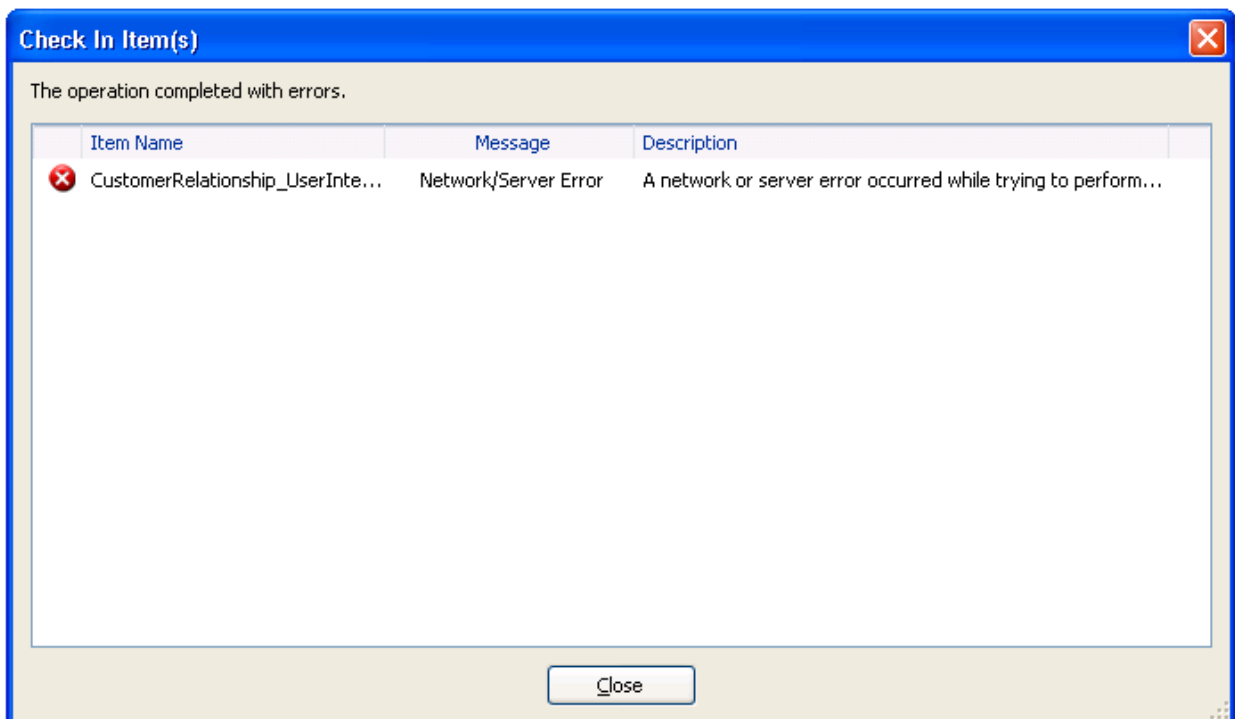 Check In Item(s)
The operation completed with errors.
Item Name Message Description
CustomerRelationship_UserInte... Network/Server Error A network or server error occurred while trying to perform...
Close